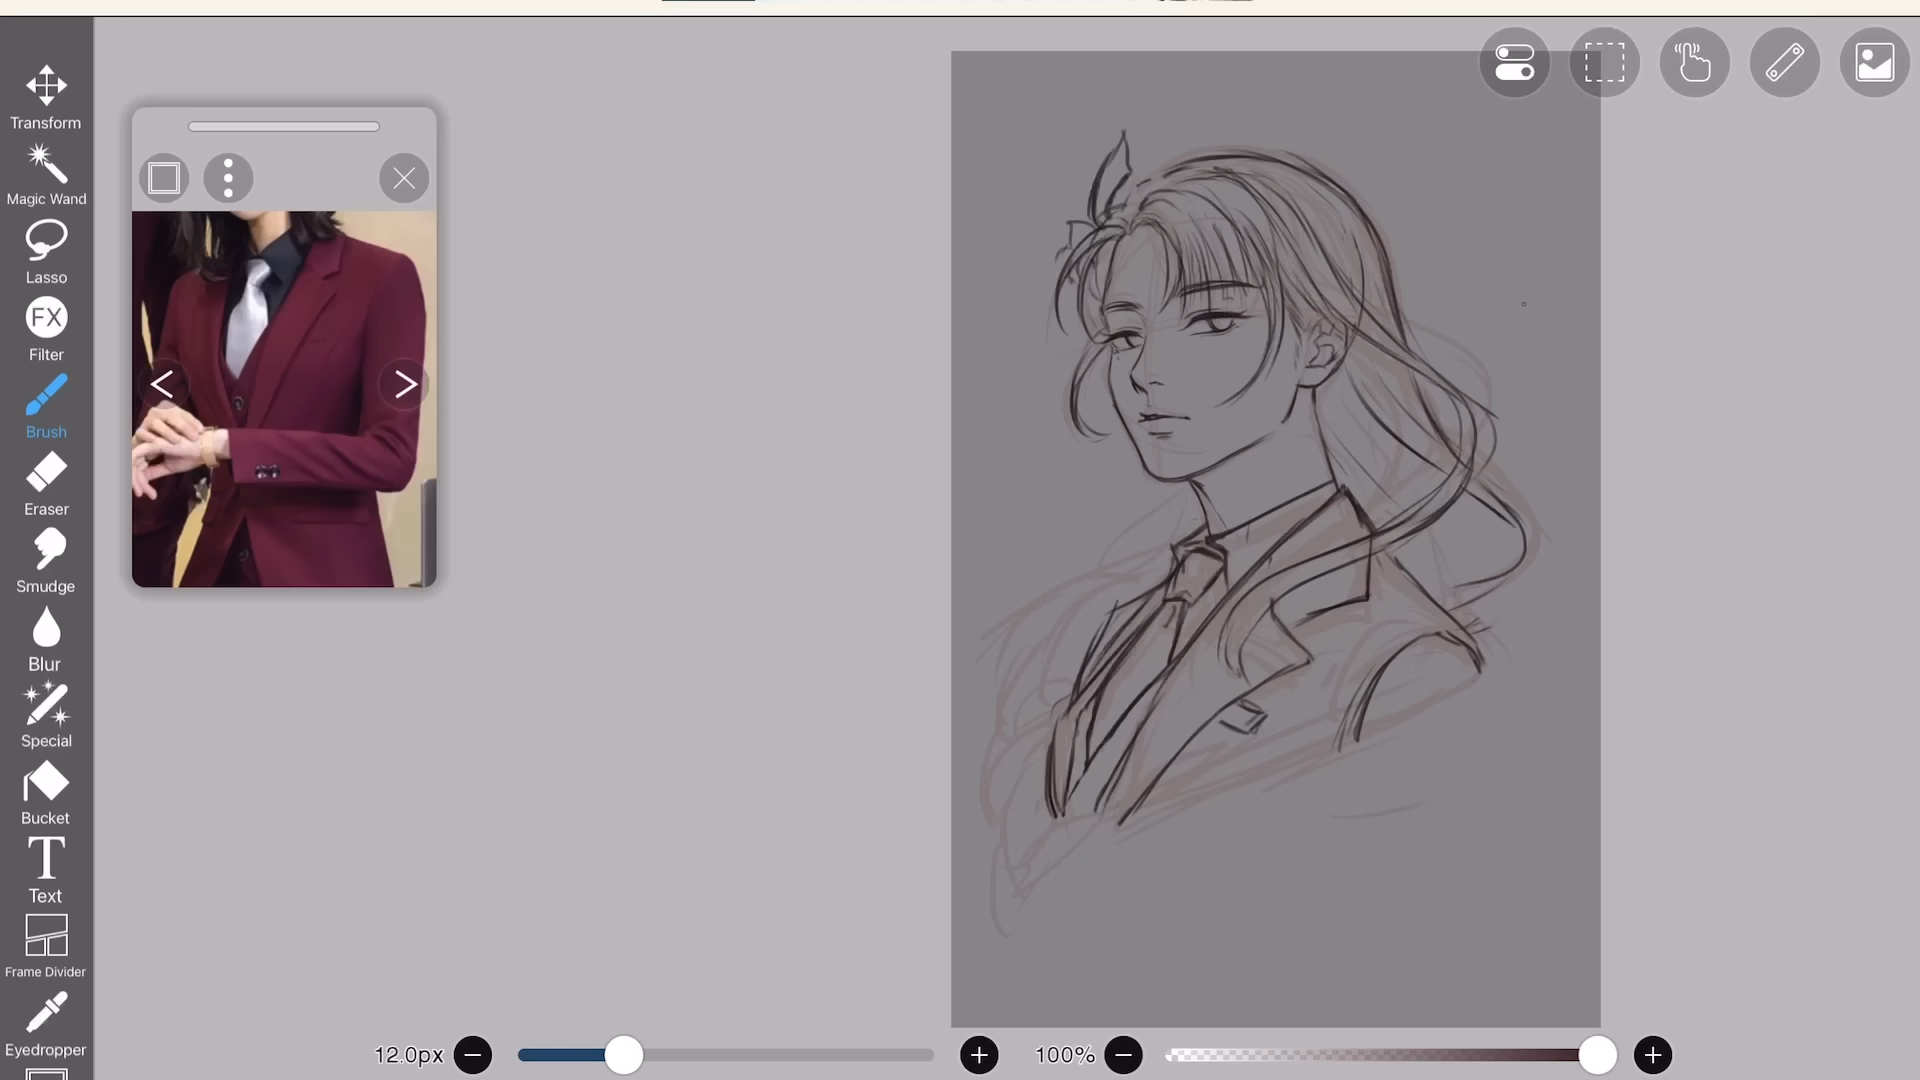 Transform
Magic Wand
Lasso
FX
Filter
Brush
Eraser
Smudge
Blur
Special
Bucket
T
Text
Frame Divider
Eyedropper
12.0px
100%